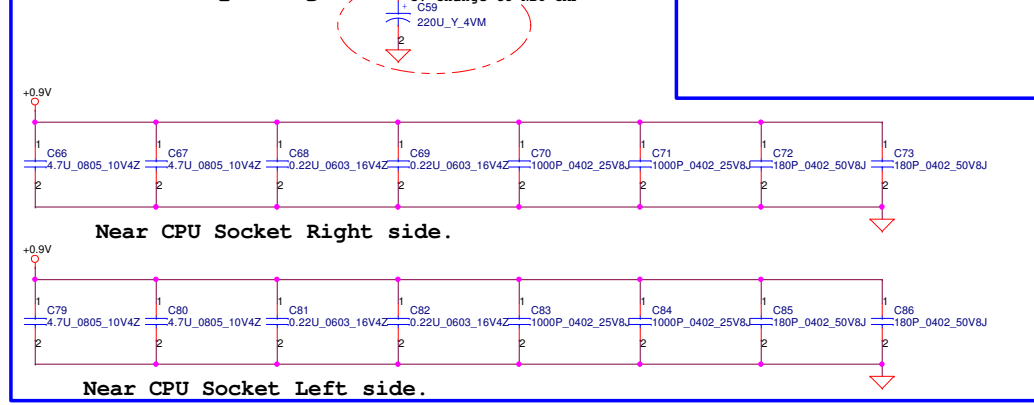 C59
+
220U_Y_4VM
2
+0.9V
1 1 1 1 1 1 1 1
C66 C67 C68 C69 C70 C71 C72 C73
4.7U_0805_10V4Z 4.7U_0805_10V4Z 0.22U_0603_16V4Z 0.22U_0603_16V4Z 1000P_0402_25V8J 1000P_0402_25V8J 180P_0402_50V8J 180P_0402_50V8J
2 2 2 2 2 2 2 2
Near CPU Socket Right side.
+0.9V
1 1 1 1 1 1 1 1
C79 C80 C81 C82 C83 C84 C85 C86
4.7U_0805_10V4Z 4.7U_0805_10V4Z 0.22U_0603_16V4Z 0.22U_0603_16V4Z 1000P_0402_25V8J 1000P_0402_25V8J 180P_0402_50V8J 180P_0402_50V8J
2 2 2 2 2 2 2 2
Near CPU Socket Left side.